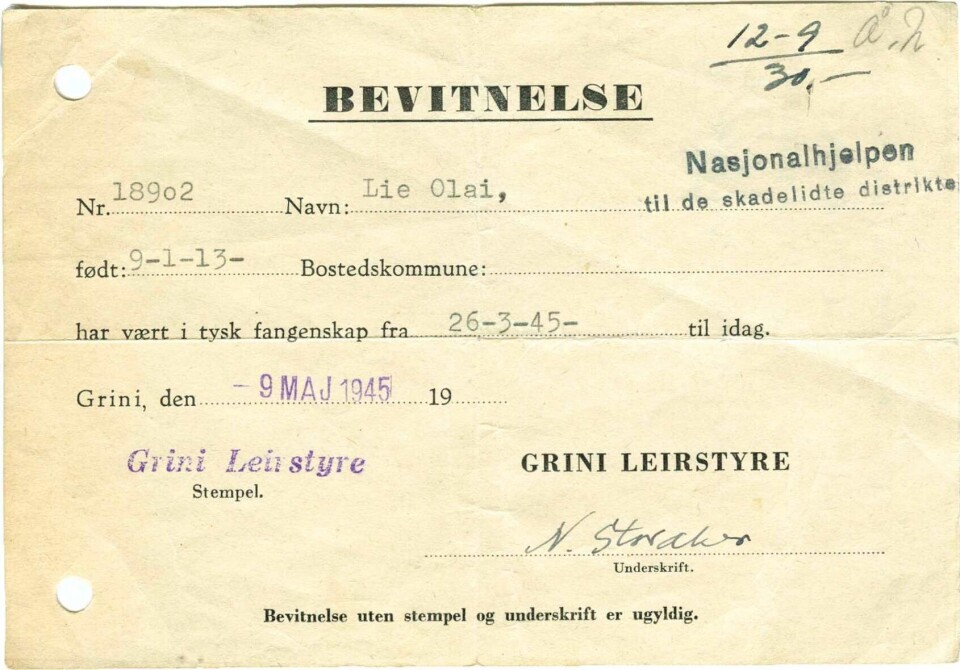 12-9 Å.N
30.—
BEVITNELSE
Nasjonalhjelpen
til de skadelidte distrikte
Nr. 189o2 Navn: Lie Olai,
født: 9-1-13- Bostedskommune:
har vært i tysk fangenskap fra 26-3-45- til idag.
Grini, den - 9 MAJ 1945 19
Grini Leirstyre GRINI LEIRSTYRE
Stempel.
N. Storaker
Underskrift.
Bevitnelse uten stempel og underskrift er ugyldig.